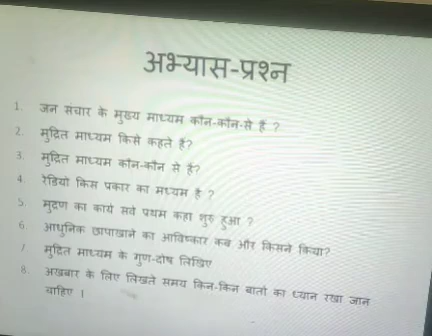 अभ्यास-प्रश्न
1. जन संचार के मुख्य माध्यम कौन-कौन-से है ?
2. मुद्रित माध्यम किसे कहते हैं?
3. मुद्रित माध्यम कौन-कौन से है?
4. रेडियो किस प्रकार का मध्यम है ?
5. मुद्रण का कार्य सर्व प्रथम कहा शुरु हुआ ?
6. आधुनिक छापाखाने का आविष्कार कब और किसने किया?
7. मुद्रित माध्यम के गुण-दोष लिखिए
8. अखबार के लिए लिखते समय किन-किन बातों का ध्यान रखा जान
चाहिए ।